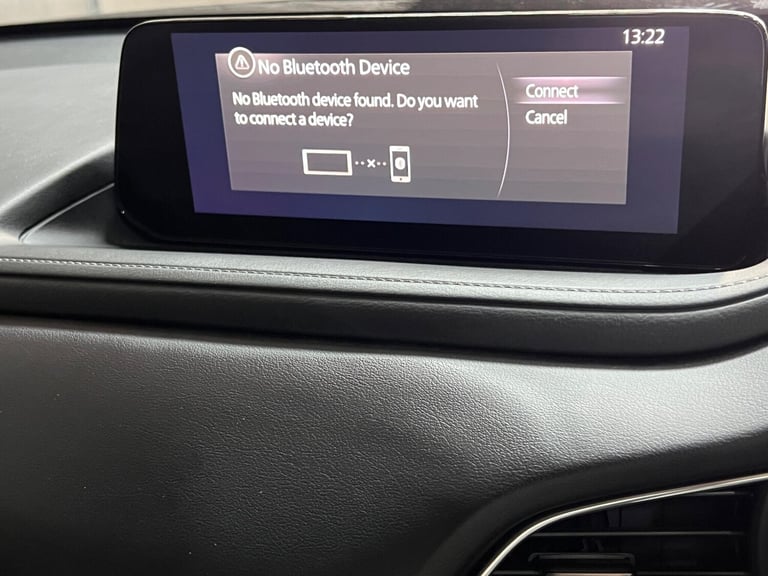 13:22
No Bluetooth Device
No Bluetooth device found. Do you want
to connect a device?
Connect
Cancel